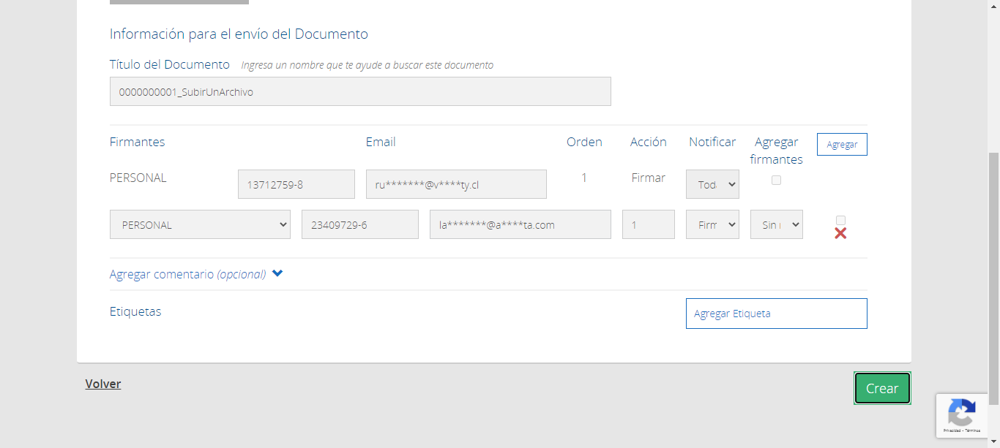 Información para el envío del Documento
Título del Documento Ingresa un nombre que te ayude a buscar este documento
0000000001_SubirUnArchivo
Firmantes Email Orden Acción Notificar Agregar firmantes Agregar
PERSONAL 13712759-8 ru*******@v****ty.cl 1 Firmar Tod
PERSONAL 23409729-6 la*******@a****ta.com 1 Firm Sin
Agregar comentario (opcional)
Etiquetas Agregar Etiqueta
Volver Crear
Privacidad - Términos